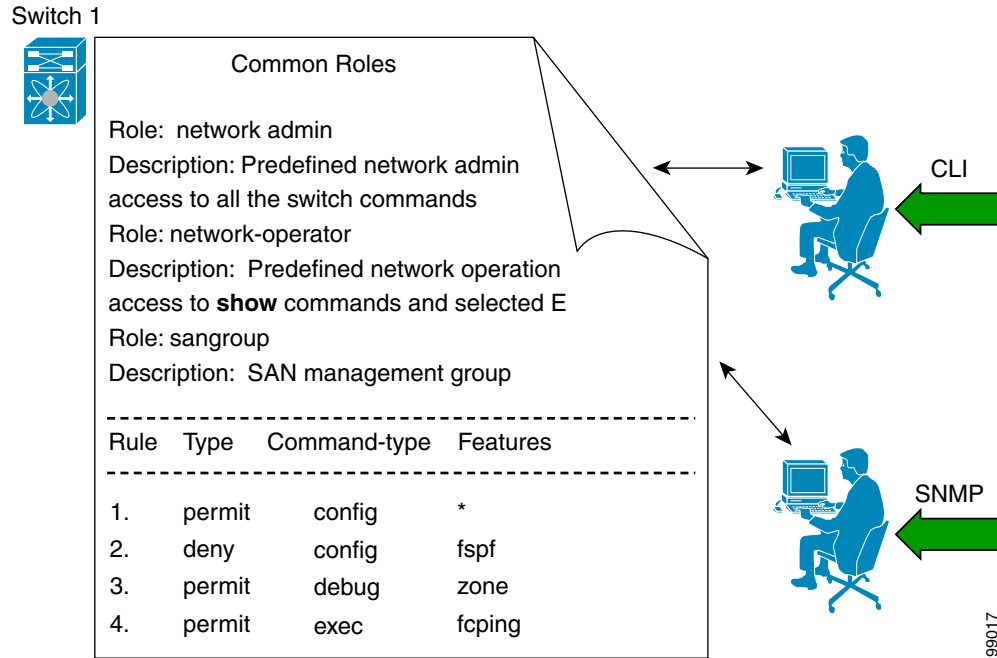 Switch 1
Common Roles
Role: network admin
Description: Predefined network admin
access to all the switch commands
Role: network-operator
Description: Predefined network operation
access to show commands and selected E
Role: sangroup
Description: SAN management group
Rule Type Command-type Features
1. permit config *
2. deny config fspf
3. permit debug zone
4. permit exec fcping
CLI
SNMP
99017